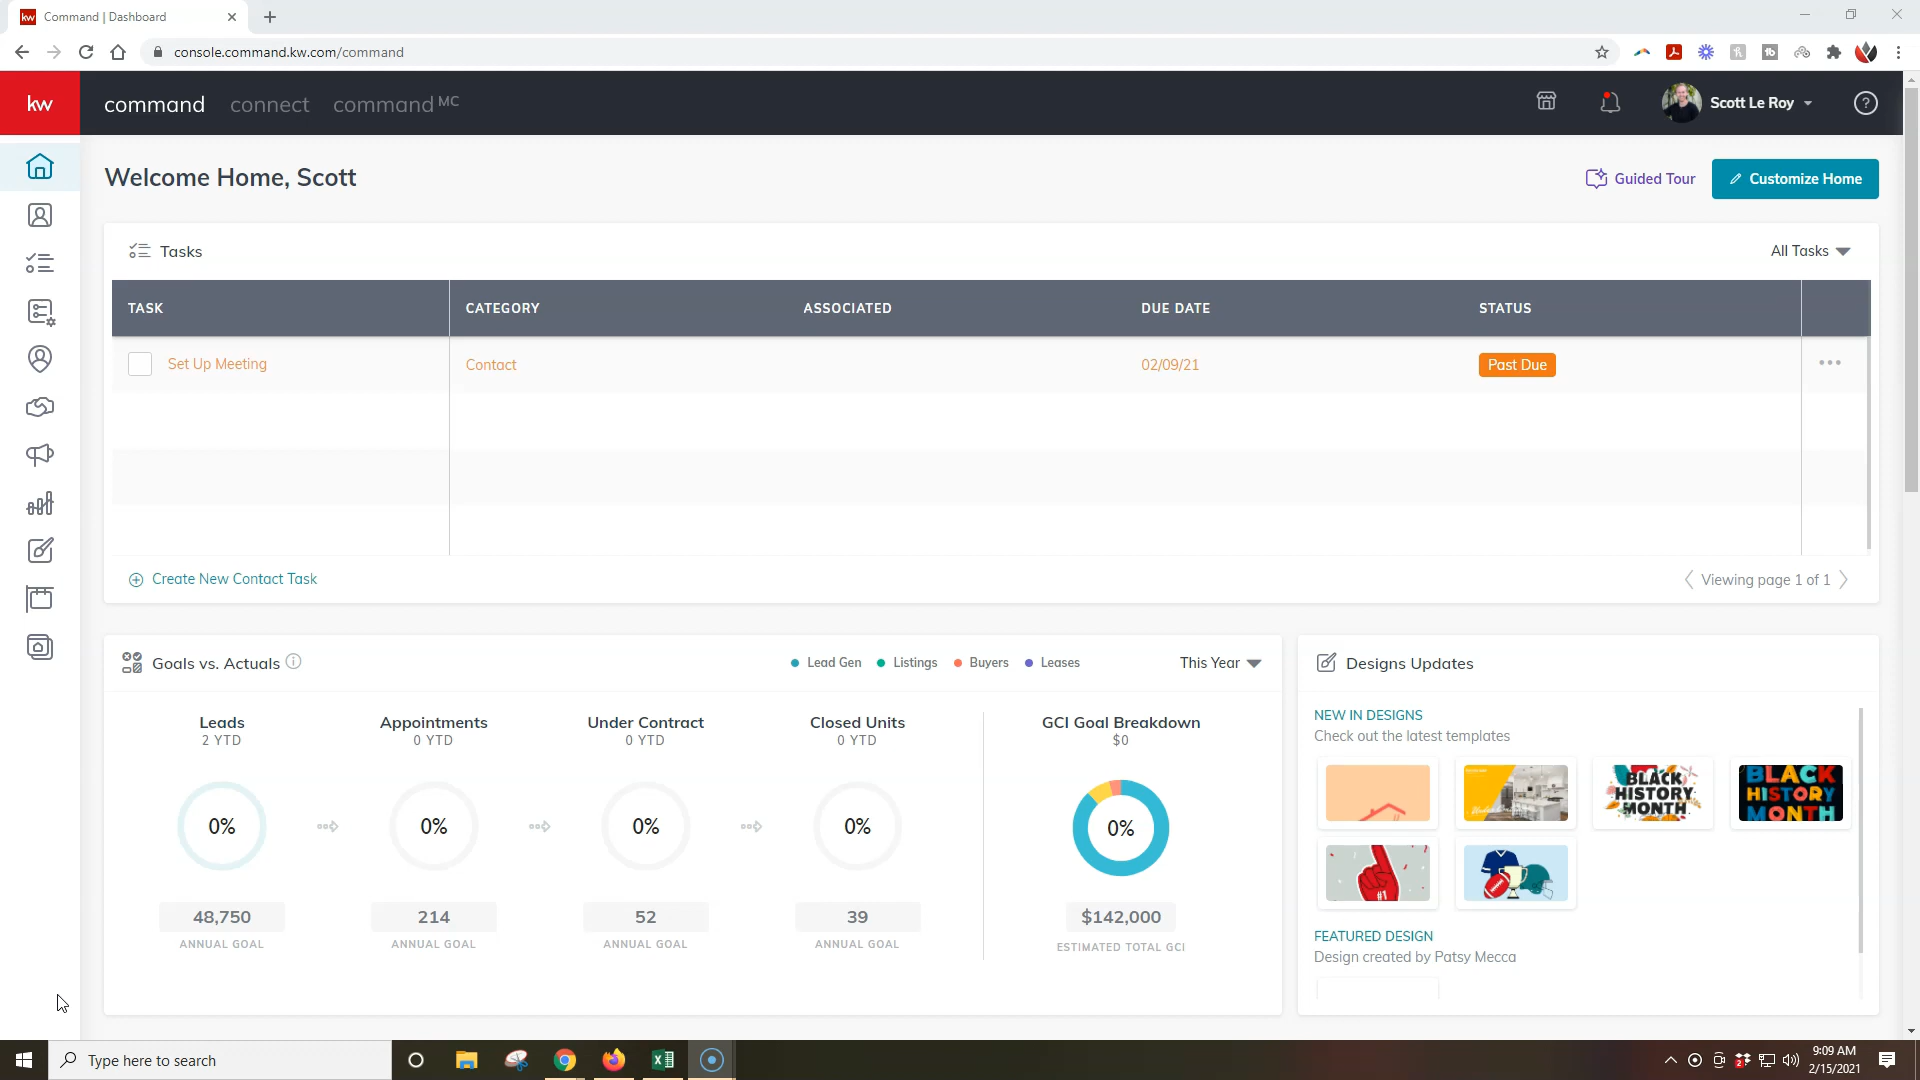 Command | Dashboard
console.command.kw.com/command
kw
command connect command MC
Scott Le Roy
Welcome Home, Scott
Guided Tour
Customize Home
Tasks
All Tasks
TASK CATEGORY ASSOCIATED DUE DATE STATUS
Set Up Meeting Contact 02/09/21 Past Due
Create New Contact Task
Viewing page 1 of 1
Goals vs. Actuals
Lead Gen Listings Buyers Leases
This Year
Leads Appointments Under Contract Closed Units GCI Goal Breakdown
2 YTD 0 YTD 0 YTD 0 YTD $0
0% 0% 0% 0% 0%
48,750 214 52 39 $142,000
ANNUAL GOAL ANNUAL GOAL ANNUAL GOAL ANNUAL GOAL ESTIMATED TOTAL GCI
Designs Updates
NEW IN DESIGNS
Check out the latest templates
BLACK HISTORY MONTH
BLACK HISTORY MONTH
#1
FEATURED DESIGN
Design created by Patsy Mecca
Type here to search
9:09 AM
2/15/2021